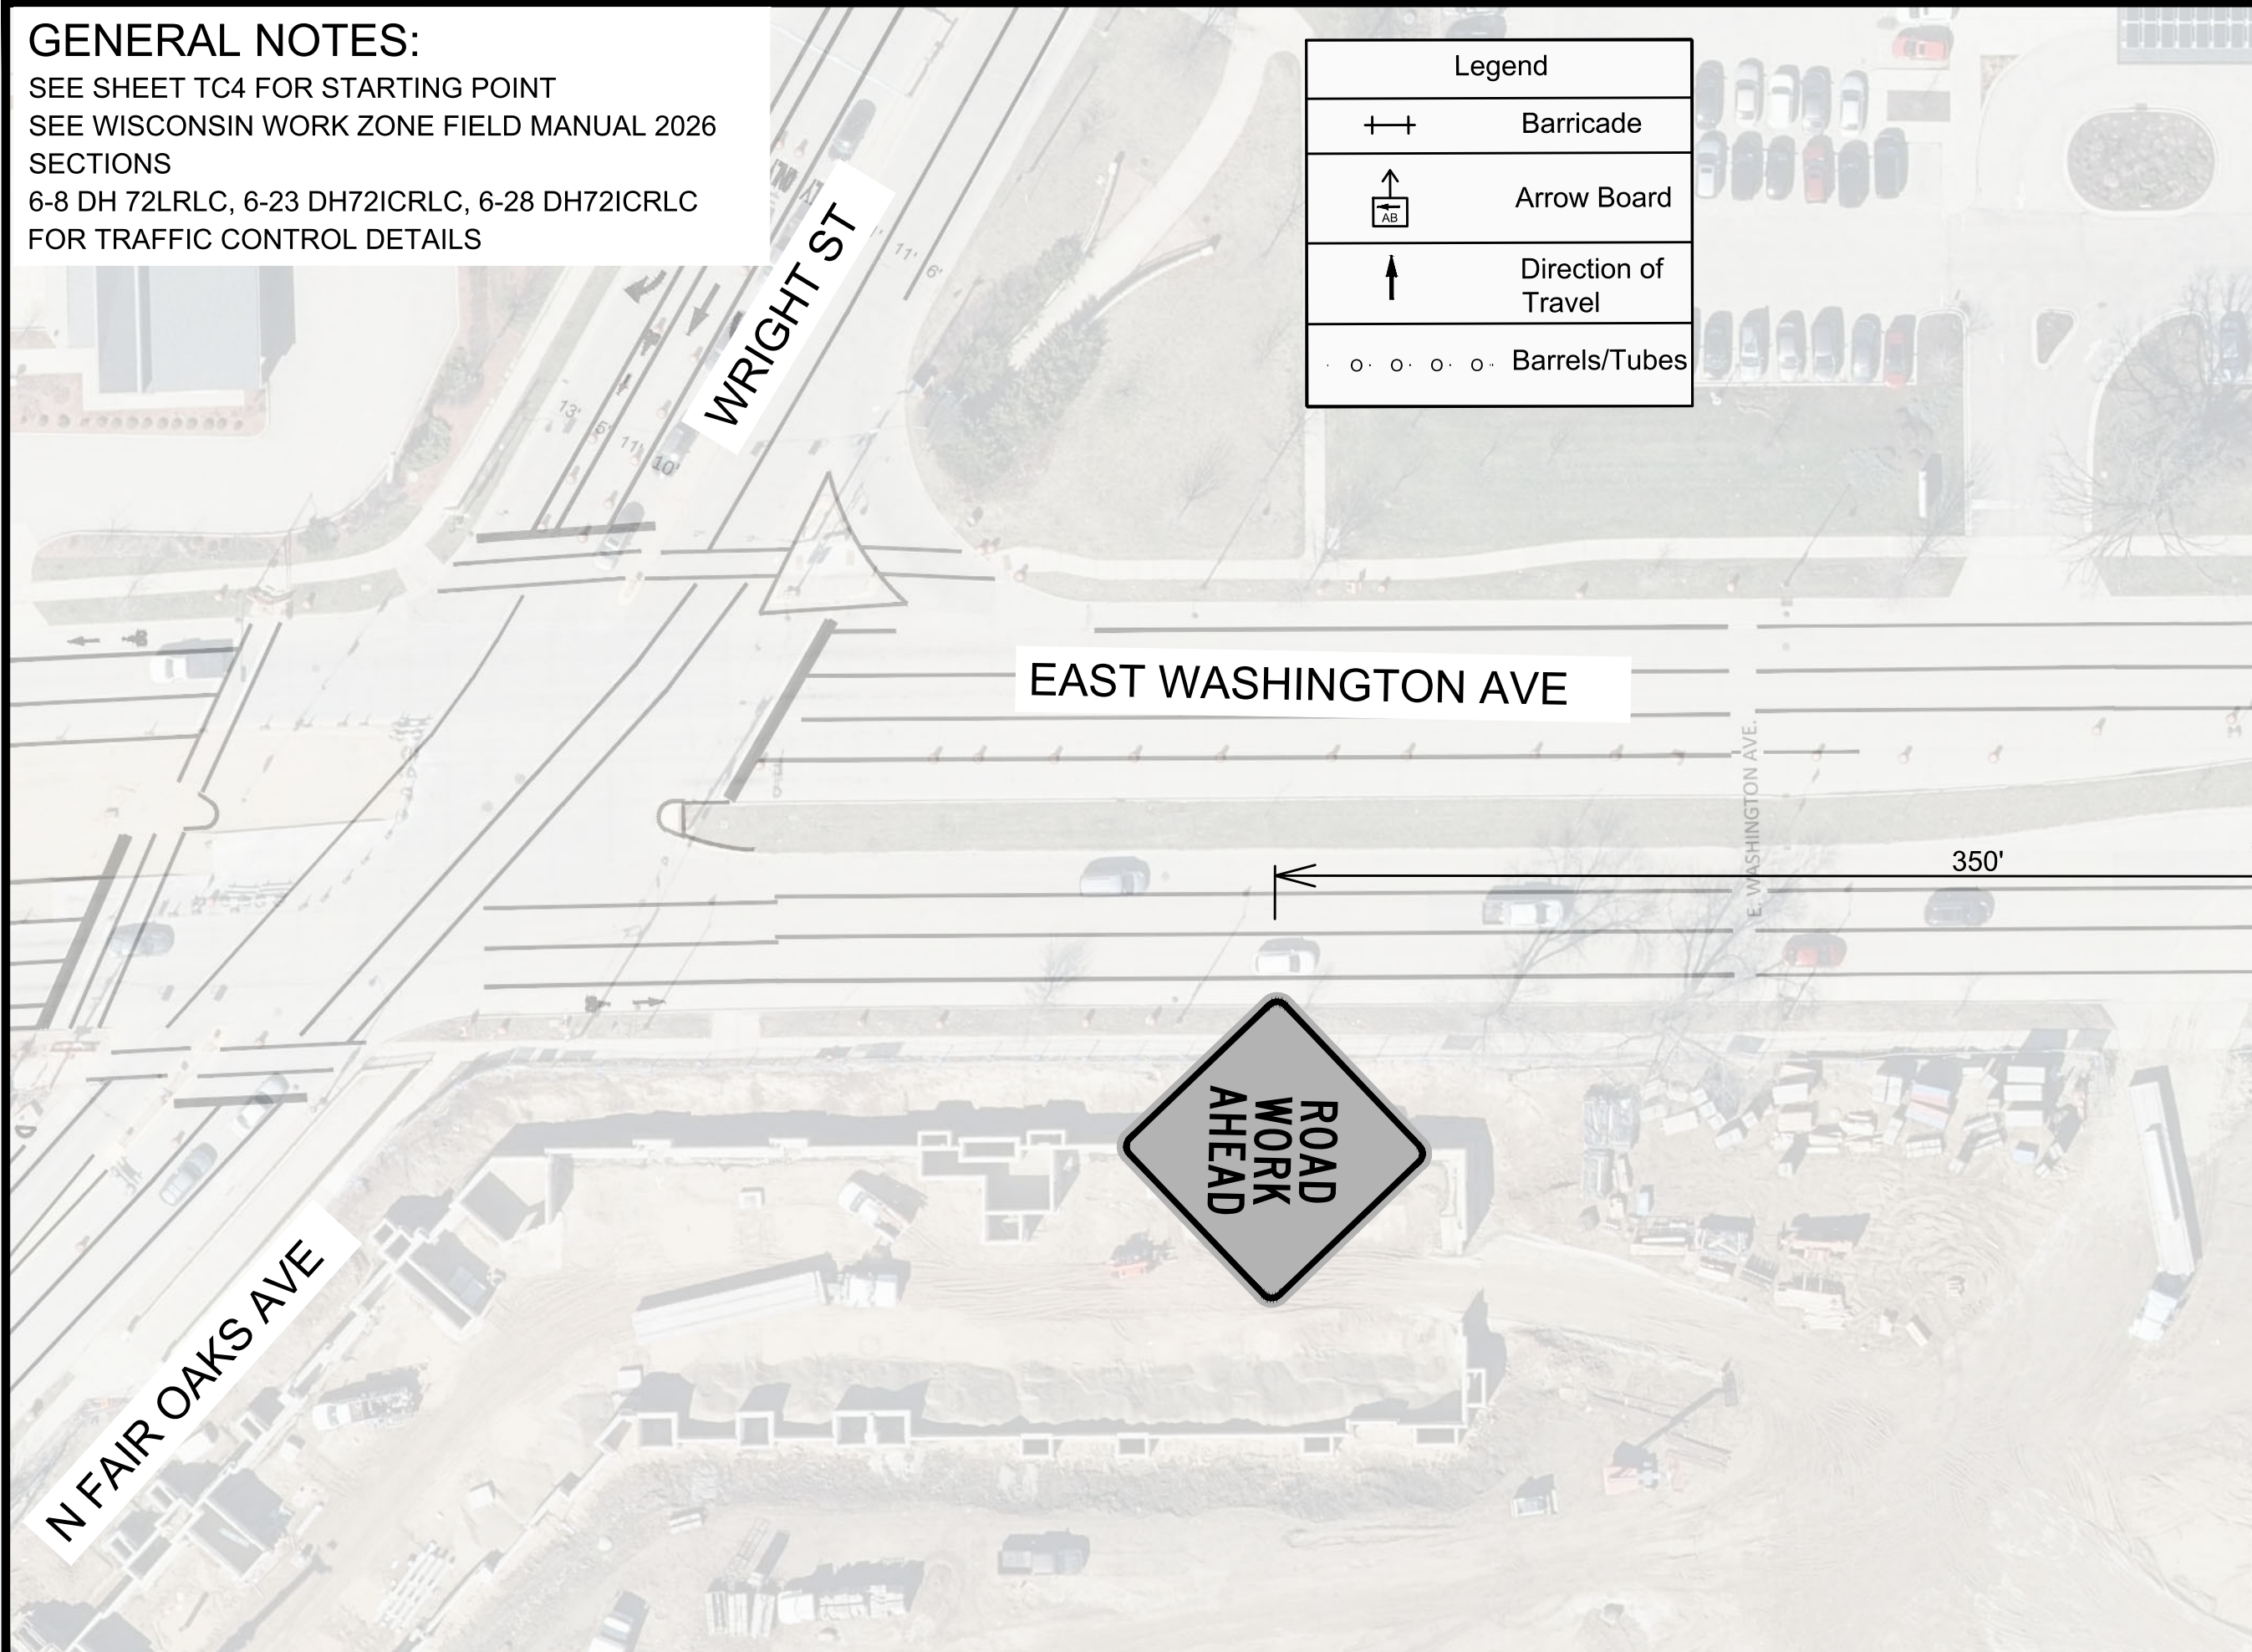 GENERAL NOTES:
SEE SHEET TC4 FOR STARTING POINT
SEE WISCONSIN WORK ZONE FIELD MANUAL 2026
SECTIONS
6-8 DH 72LRLC, 6-23 DH72ICRLC, 6-28 DH72ICRLC
FOR TRAFFIC CONTROL DETAILS
Legend
Barricade
AB
Arrow Board
Direction of
Travel
Barrels/Tubes
WRIGHT ST
11'
6'
13'
5'
11'
10'
EAST WASHINGTON AVE
E. WASHINGTON AVE.
350'
ROAD
WORK
AHEAD
N FAIR OAKS AVE